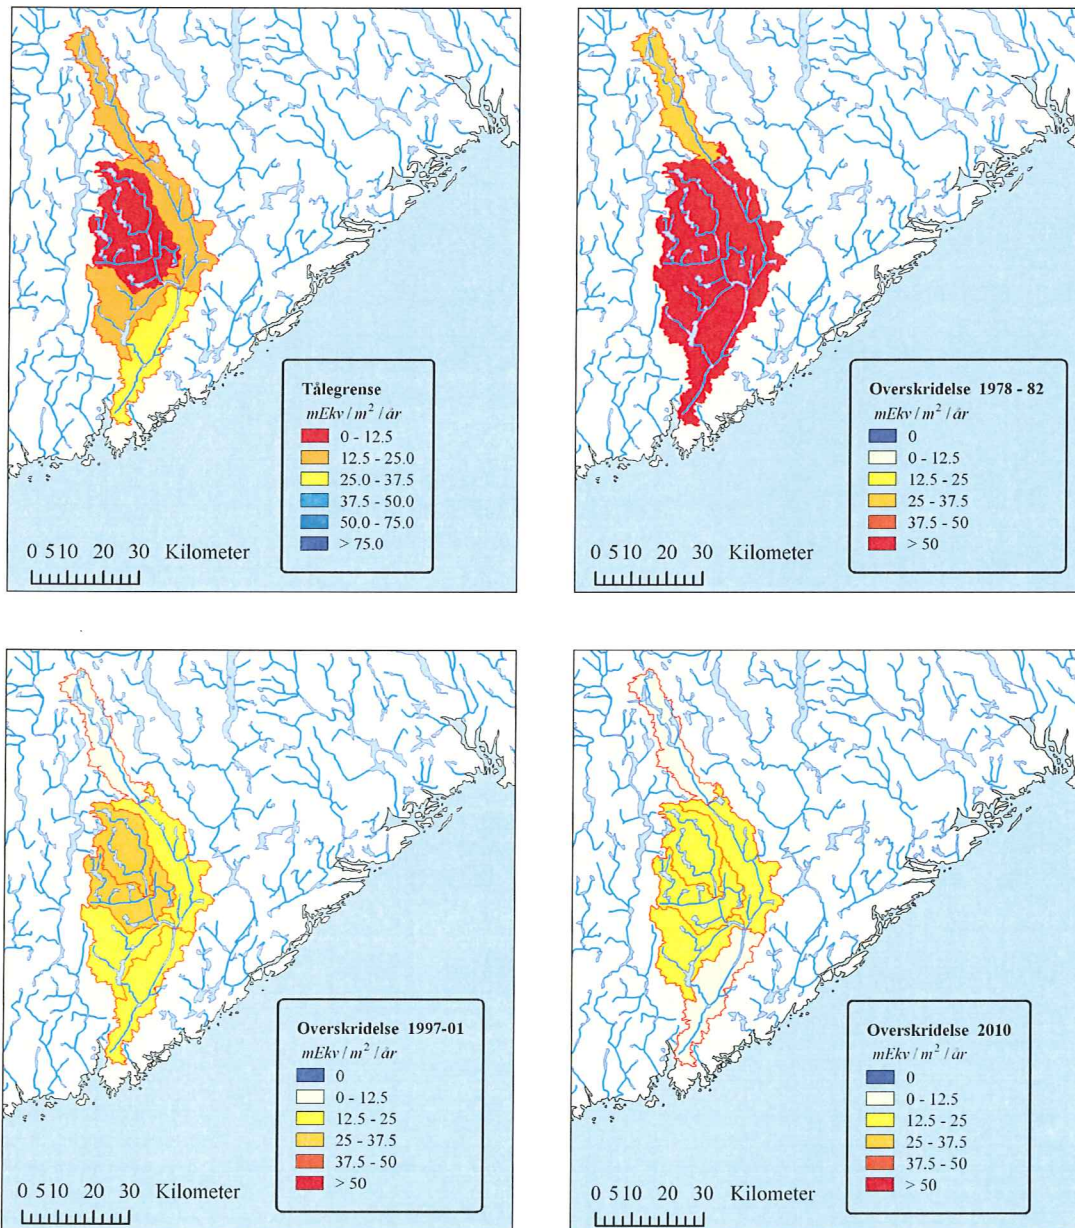 Tålegrense
mEkv / m² / år
0 - 12.5
12.5 - 25.0
25.0 - 37.5
37.5 - 50.0
50.0 - 75.0
> 75.0
0 5 10 20 30 Kilometer
Overskridelse 1978 - 82
mEkv / m² / år
0
0 - 12.5
12.5 - 25
25 - 37.5
37.5 - 50
> 50
0 5 10 20 30 Kilometer
Overskridelse 1997-01
mEkv / m² / år
0
0 - 12.5
12.5 - 25
25 - 37.5
37.5 - 50
> 50
0 5 10 20 30 Kilometer
Overskridelse 2010
mEkv / m² / år
0
0 - 12.5
12.5 - 25
25 - 37.5
37.5 - 50
> 50
0 5 10 20 30 Kilometer